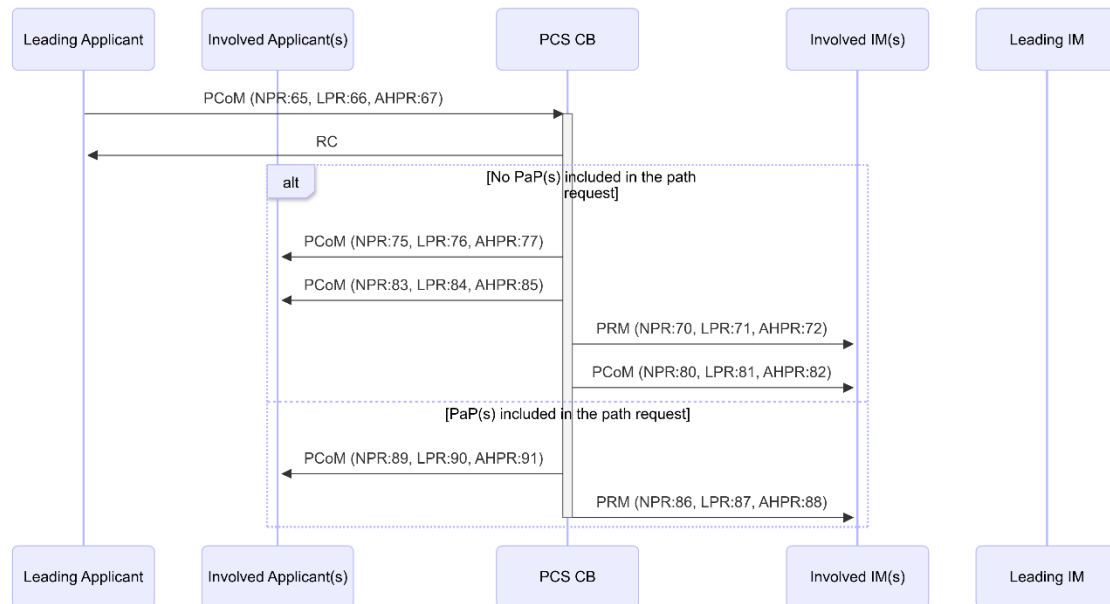 Leading Applicant
Involved Applicant(s)
PCS CB
Involved IM(s)
Leading IM
PCoM (NPR:65, LPR:66, AHPR:67)
RC
alt
[No PaP(s) included in the path
request]
PCoM (NPR:75, LPR:76, AHPR:77)
PCoM (NPR:83, LPR:84, AHPR:85)
PRM (NPR:70, LPR:71, AHPR:72)
PCoM (NPR:80, LPR:81, AHPR:82)
[PaP(s) included in the path request]
PCoM (NPR:89, LPR:90, AHPR:91)
PRM (NPR:86, LPR:87, AHPR:88)
Leading Applicant
Involved Applicant(s)
PCS CB
Involved IM(s)
Leading IM